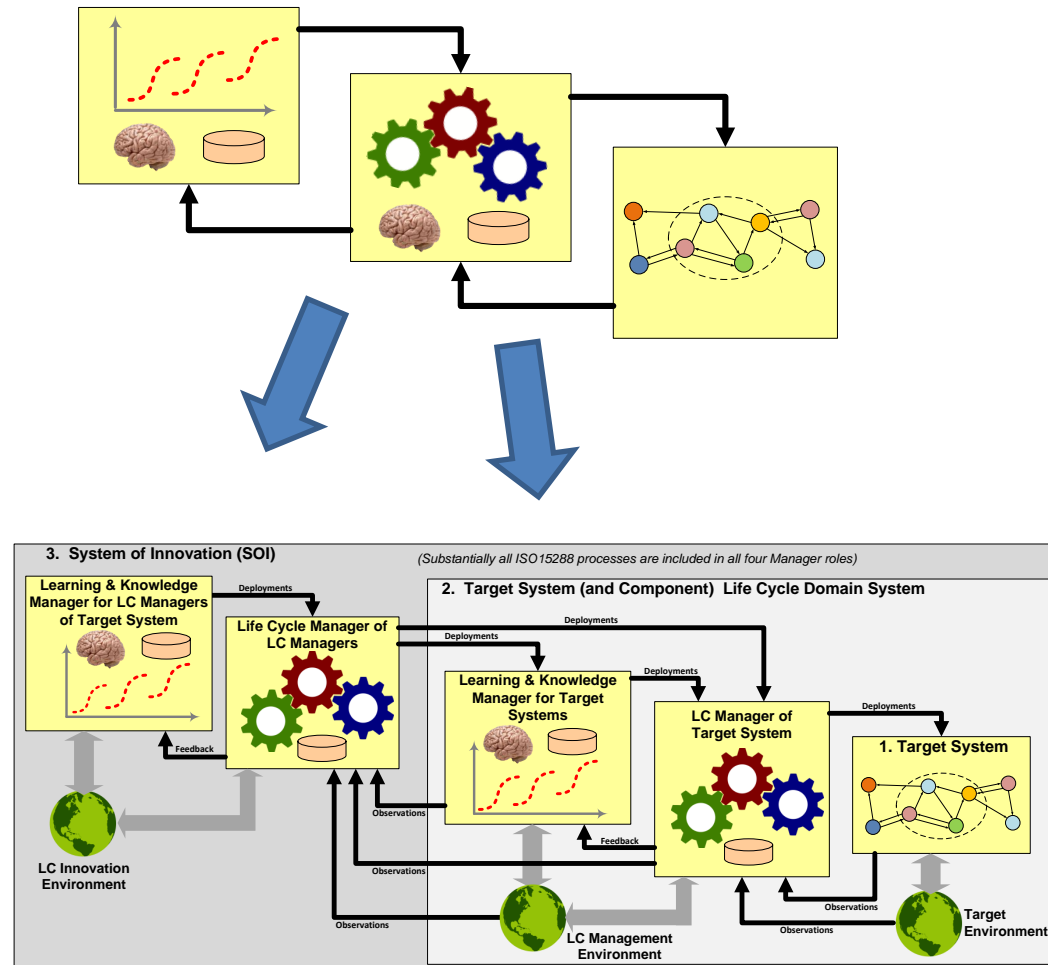 3. System of Innovation (SOI)
(Substantially all ISO15288 processes are included in all four Manager roles)
Learning & Knowledge
Manager for LC Managers
of Target System
Deployments
2. Target System (and Component) Life Cycle Domain System
Life Cycle Manager of
LC Managers
Deployments
Deployments
Learning & Knowledge
Manager for Target
Systems
Deployments
LC Manager of
Target System
Deployments
1. Target System
Feedback
Observations
Feedback
Observations
LC Innovation
Environment
Observations
Observations
LC Management
Environment
Observations
Target
Environment